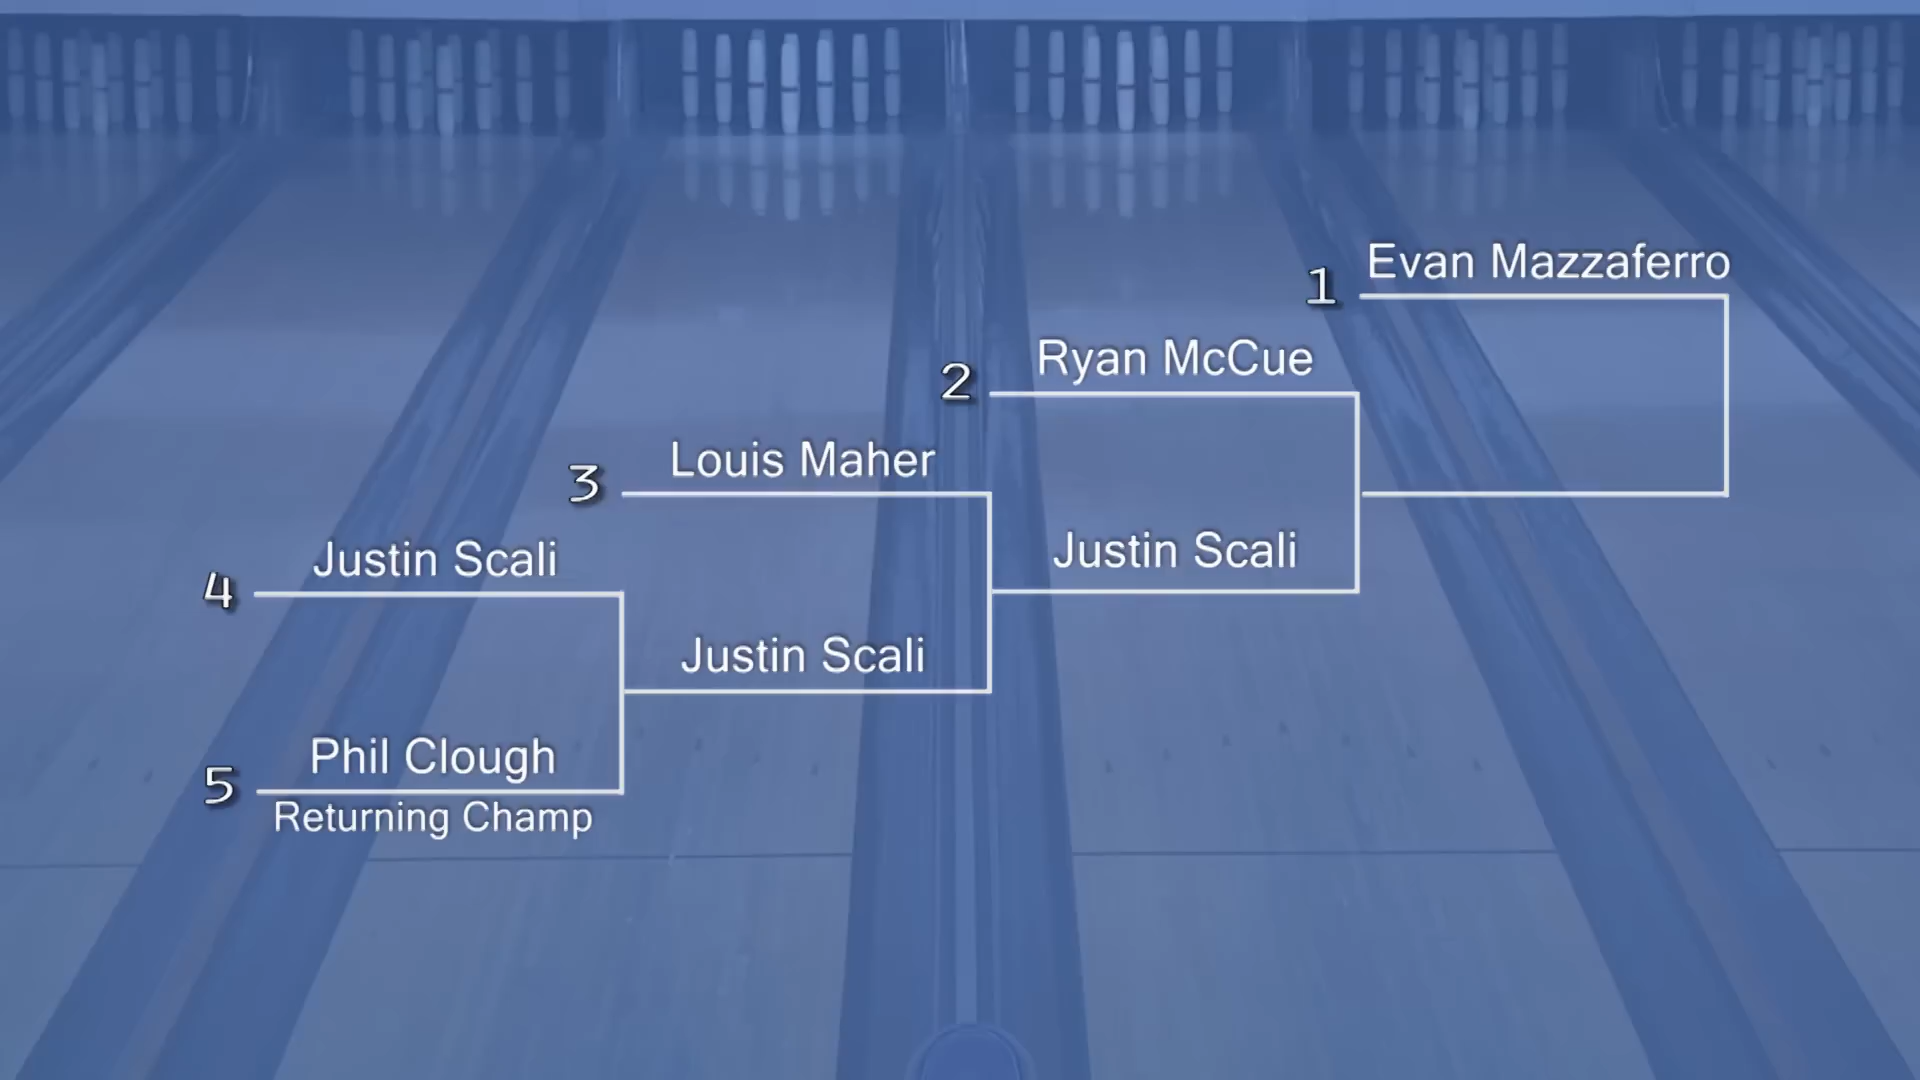 1 Evan Mazzaferro
2 Ryan McCue
3 Louis Maher
Justin Scali
4 Justin Scali
Justin Scali
5 Phil Clough
Returning Champ